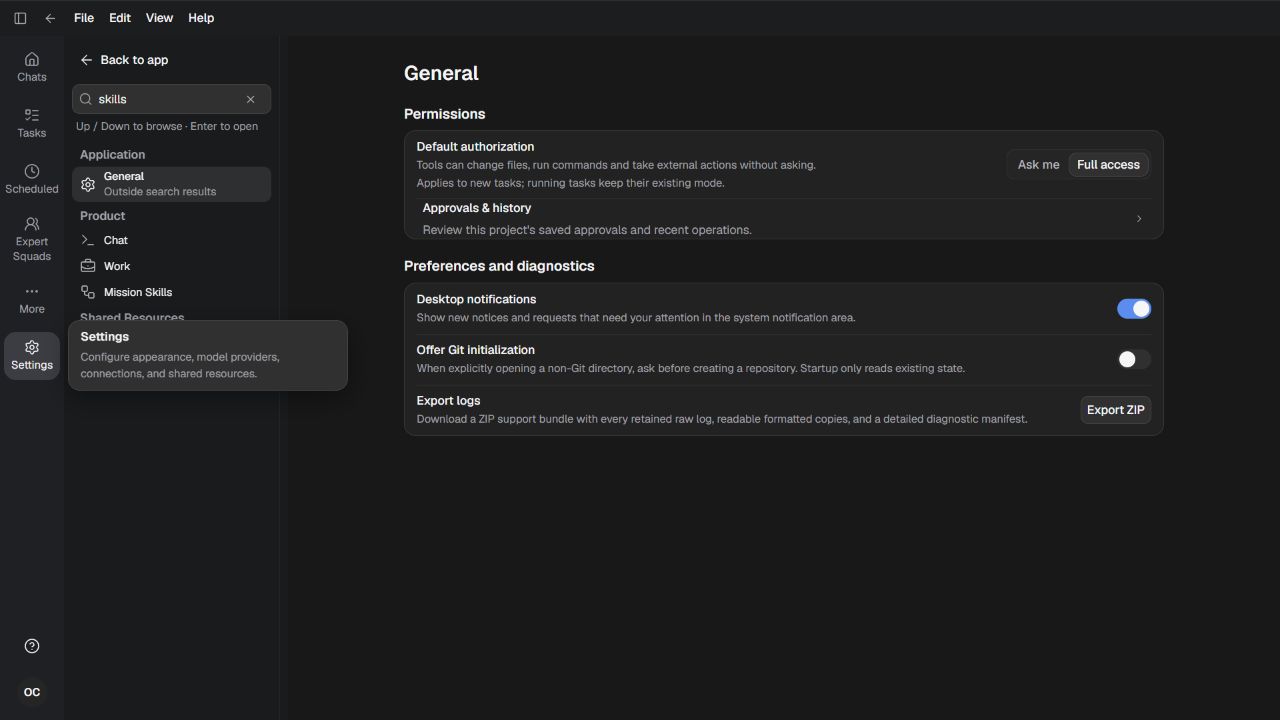 File Edit View Help
Chats
Tasks
Scheduled
Expert
Squads
More
Settings
OC
Back to app
skills
Up / Down to browse · Enter to open
Application
General
Outside search results
Product
Chat
Work
Mission Skills
Shared Resources
Settings
Configure appearance, model providers,
connections, and shared resources.
General
Permissions
Default authorization
Tools can change files, run commands and take external actions without asking.
Applies to new tasks; running tasks keep their existing mode.
Ask me Full access
Approvals & history
Review this project's saved approvals and recent operations.
Preferences and diagnostics
Desktop notifications
Show new notices and requests that need your attention in the system notification area.
Offer Git initialization
When explicitly opening a non-Git directory, ask before creating a repository. Startup only reads existing state.
Export logs
Download a ZIP support bundle with every retained raw log, readable formatted copies, and a detailed diagnostic manifest.
Export ZIP